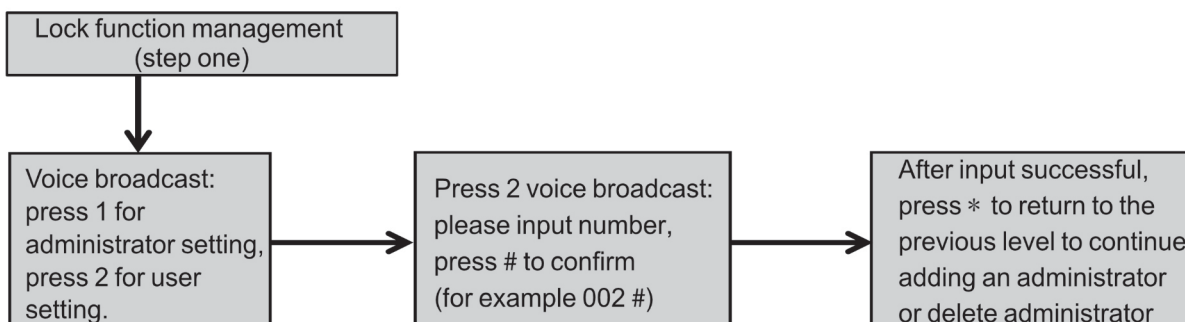 Lock function management
(step one)
Voice broadcast:
press 1 for
administrator setting,
press 2 for user
setting.
Press 2 voice broadcast:
please input number,
press # to confirm
(for example 002 #)
After input successful,
press * to return to the
previous level to continue
adding an administrator
or delete administrator